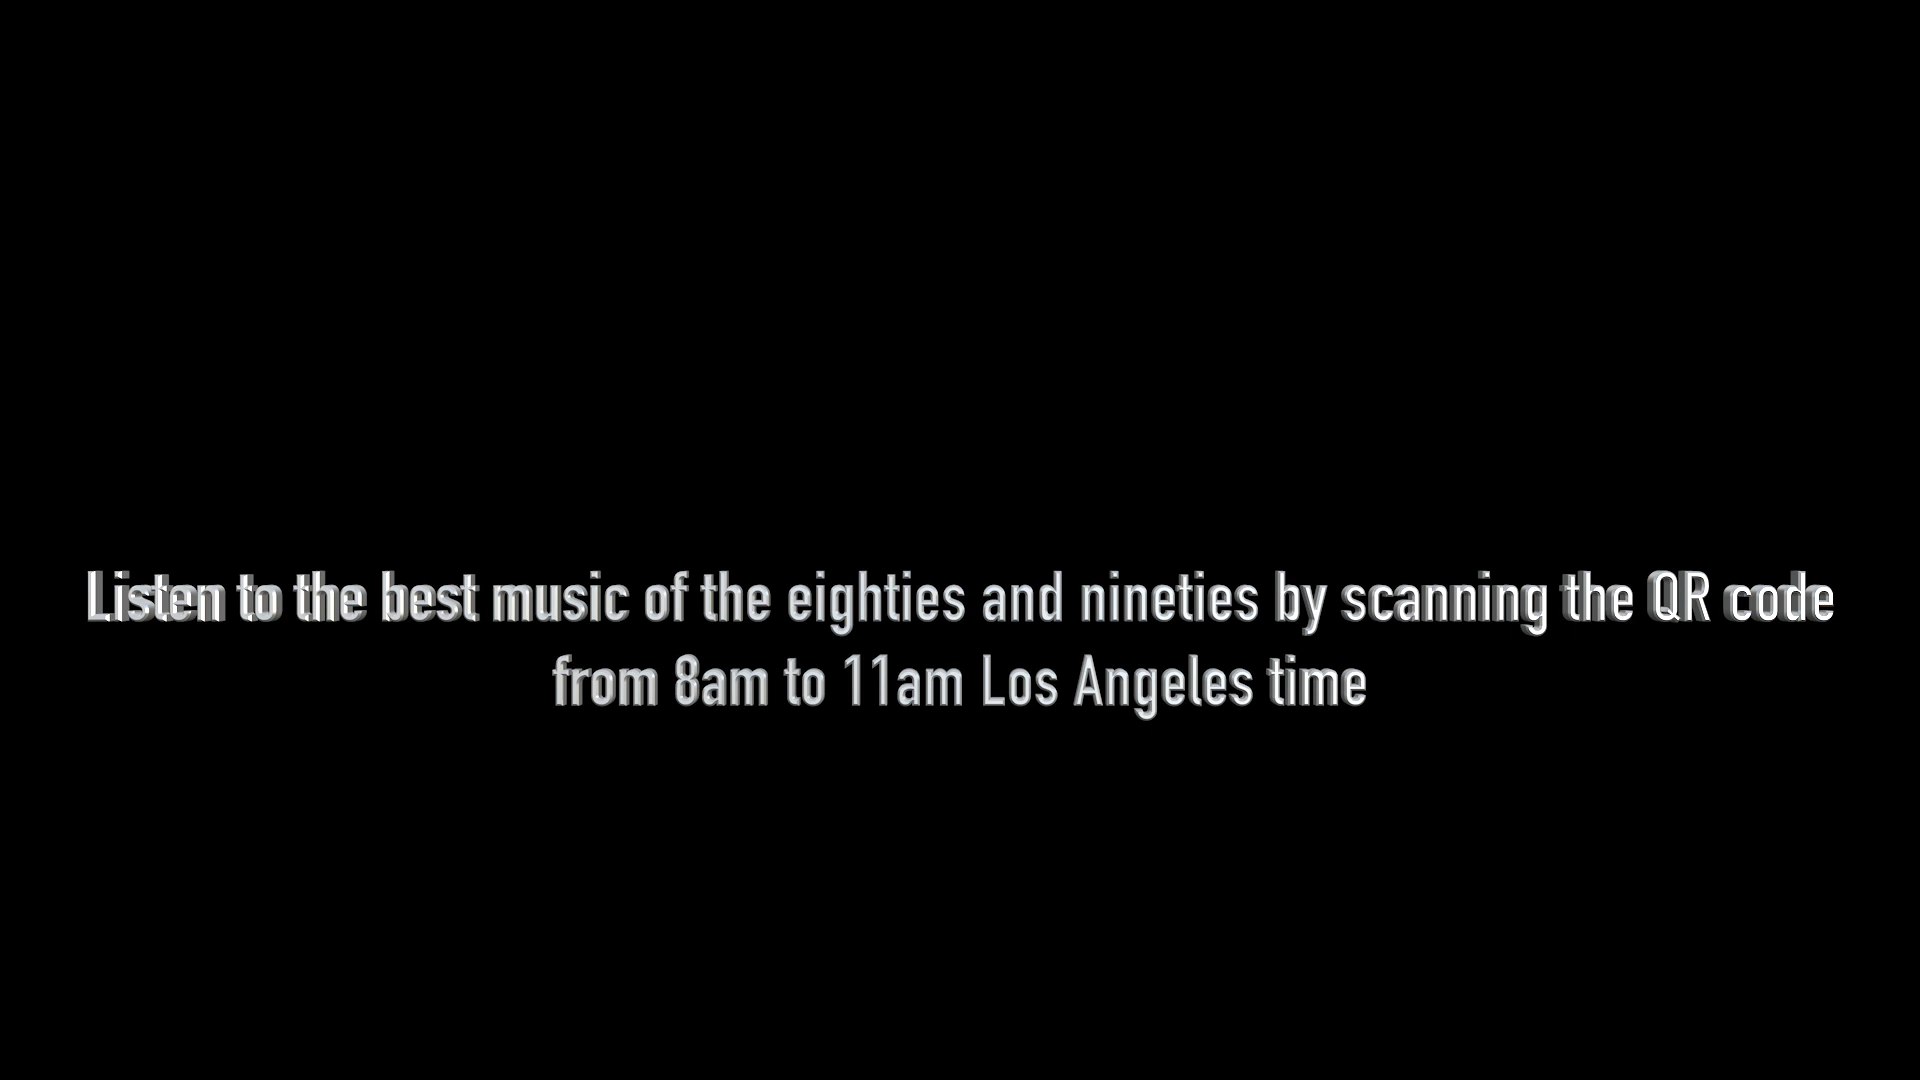 Listen to the best music of the eighties and nineties by scanning the QR code
from 8am to 11am Los Angeles time